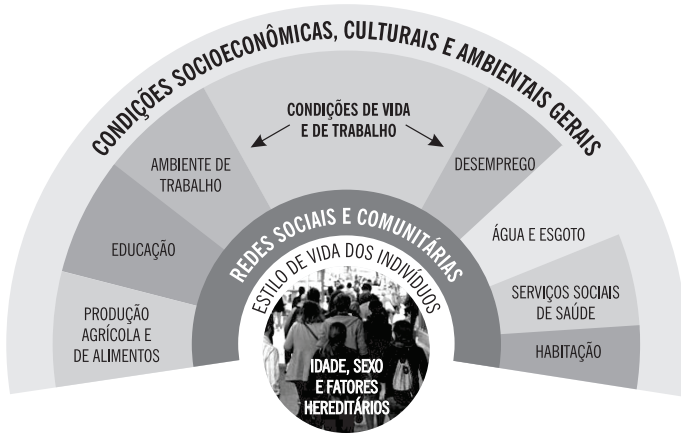 CONDIÇÕES SOCIOECONÔMICAS, CULTURAIS E AMBIENTAIS GERAIS
CONDIÇÕES DE VIDA
E DE TRABALHO
AMBIENTE DE
TRABALHO
DESEMPREGO
EDUCAÇÃO
ÁGUA E ESGOTO
PRODUÇÃO
AGRÍCOLA E
DE ALIMENTOS
SERVIÇOS SOCIAIS
DE SAÚDE
HABITAÇÃO
REDES SOCIAIS E COMUNITÁRIAS
ESTILO DE VIDA DOS INDIVÍDUOS
IDADE, SEXO
E FATORES
HEREDITÁRIOS